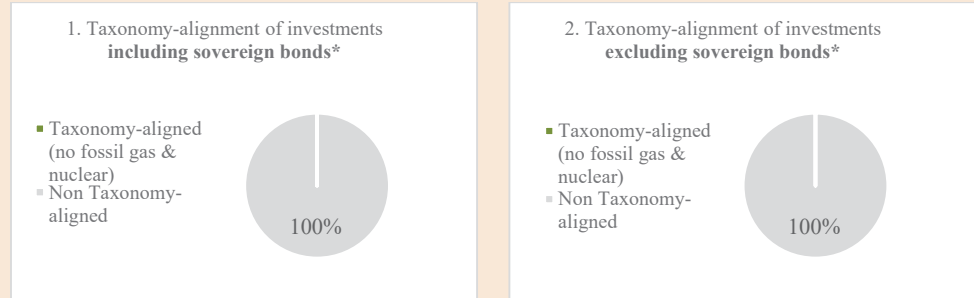 1. Taxonomy-alignment of investments
including sovereign bonds*
Taxonomy-aligned
(no fossil gas &
nuclear)
Non Taxonomy-
aligned
100%
2. Taxonomy-alignment of investments
excluding sovereign bonds*
Taxonomy-aligned
(no fossil gas &
nuclear)
Non Taxonomy-
aligned
100%